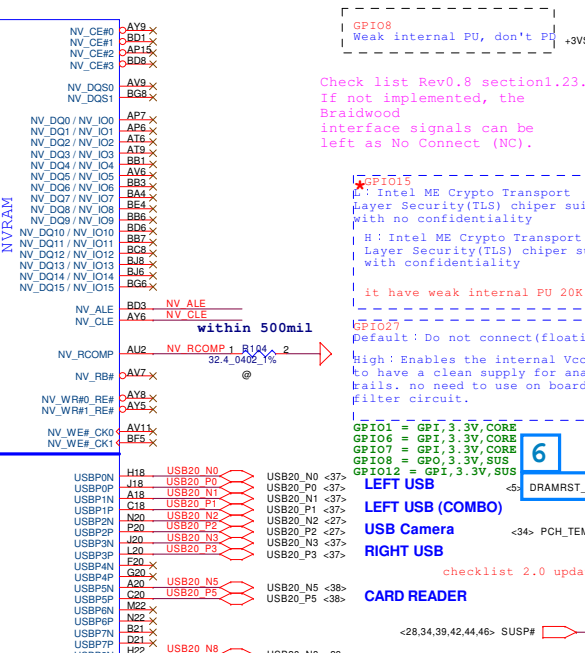 NV_CE#0 AY9
NV_CE#1 BD1
NV_CE#2 AP15
NV_CE#3 BD8
NV_DQS0 AV9
NV_DQS1 BG8
NV_DQ0 / NV_IO0 AP7
NV_DQ1 / NV_IO1 AP6
NV_DQ2 / NV_IO2 AT6
NV_DQ3 / NV_IO3 AT9
NV_DQ4 / NV_IO4 BB1
NV_DQ5 / NV_IO5 AV6
NV_DQ6 / NV_IO6 BB3
NV_DQ7 / NV_IO7 BA4
NV_DQ8 / NV_IO8 BE4
NV_DQ9 / NV_IO9 BB6
NV_DQ10 / NV_IO10 BD6
NV_DQ11 / NV_IO11 BB7
NV_DQ12 / NV_IO12 BC8
NV_DQ13 / NV_IO13 BJ8
NV_DQ14 / NV_IO14 BJ6
NV_DQ15 / NV_IO15 BG6
NVRAM
NV_ALE BD3 NV_ALE
NV_CLE AY6 NV_CLE
within 500mil
NV_RCOMP AU2 NV_RCOMP 1 R104 2
32.4_0402_1%
@
NV_RB# AV7
NV_WR#0_RE# AY8
NV_WR#1_RE# AY5
NV_WE#_CK0 AV11
NV_WE#_CK1 BF5
GPIO8
Weak internal PU, don't PD
+3VS
Check list Rev0.8 section1.23.
If not implemented, the
Braidwood
interface signals can be
left as No Connect (NC).
GPIO15
L: Intel ME Crypto Transport
Layer Security(TLS) chiper sui
with no confidentiality
H: Intel ME Crypto Transport
Layer Security(TLS) chiper su
with confidentiality
it have weak internal PU 20K
GPIO27
Default: Do not connect(floati
High: Enables the internal Vcc
to have a clean supply for ana
rails. no need to use on board
filter circuit.
GPIO1 = GPI,3.3V,CORE
GPIO6 = GPI,3.3V,CORE
GPIO7 = GPI,3.3V,CORE
GPIO8 = GPO,3.3V,SUS
GPIO12 = GPI,3.3V,SUS
6
USBP0N H18 USB20_N0 USB20_N0 <37>
USBP0P J18 USB20_P0 USB20_P0 <37>
USBP1N A18 USB20_N1 USB20_N1 <37>
USBP1P C18 USB20_P1 USB20_P1 <37>
USBP2N N20 USB20_N2 USB20_N2 <27>
USBP2P P20 USB20_P2 USB20_P2 <27>
USBP3N J20 USB20_N3 USB20_N3 <37>
USBP3P L20 USB20_P3 USB20_P3 <37>
USBP4N F20
USBP4P G20
USBP5N A20 USB20_N5 USB20_N5 <38>
USBP5P C20 USB20_P5 USB20_P5 <38>
USBP6N M22
USBP6P N22
USBP7N B21
USBP7P D21
H22 USB20_N8
LEFT USB
LEFT USB (COMBO)
USB Camera
RIGHT USB
CARD READER
<5> DRAMRST_
<34> PCH_TEM
checklist 2.0 upda
<28,34,39,42,44,46> SUSP#